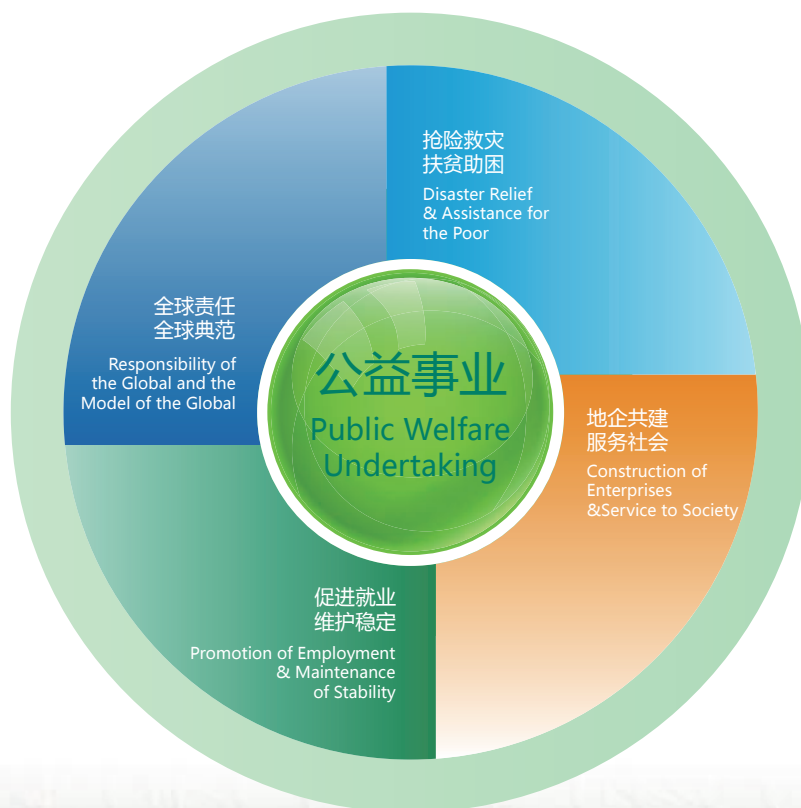 抢险救灾
扶贫助困
Disaster Relief
& Assistance for
the Poor
全球责任
全球典范
Responsibility of
the Global and the
Model of the Global
公益事业
Public Welfare
Undertaking
地企共建
服务社会
Construction of
Enterprises
&Service to Society
促进就业
维护稳定
Promotion of Employment
& Maintenance
of Stability